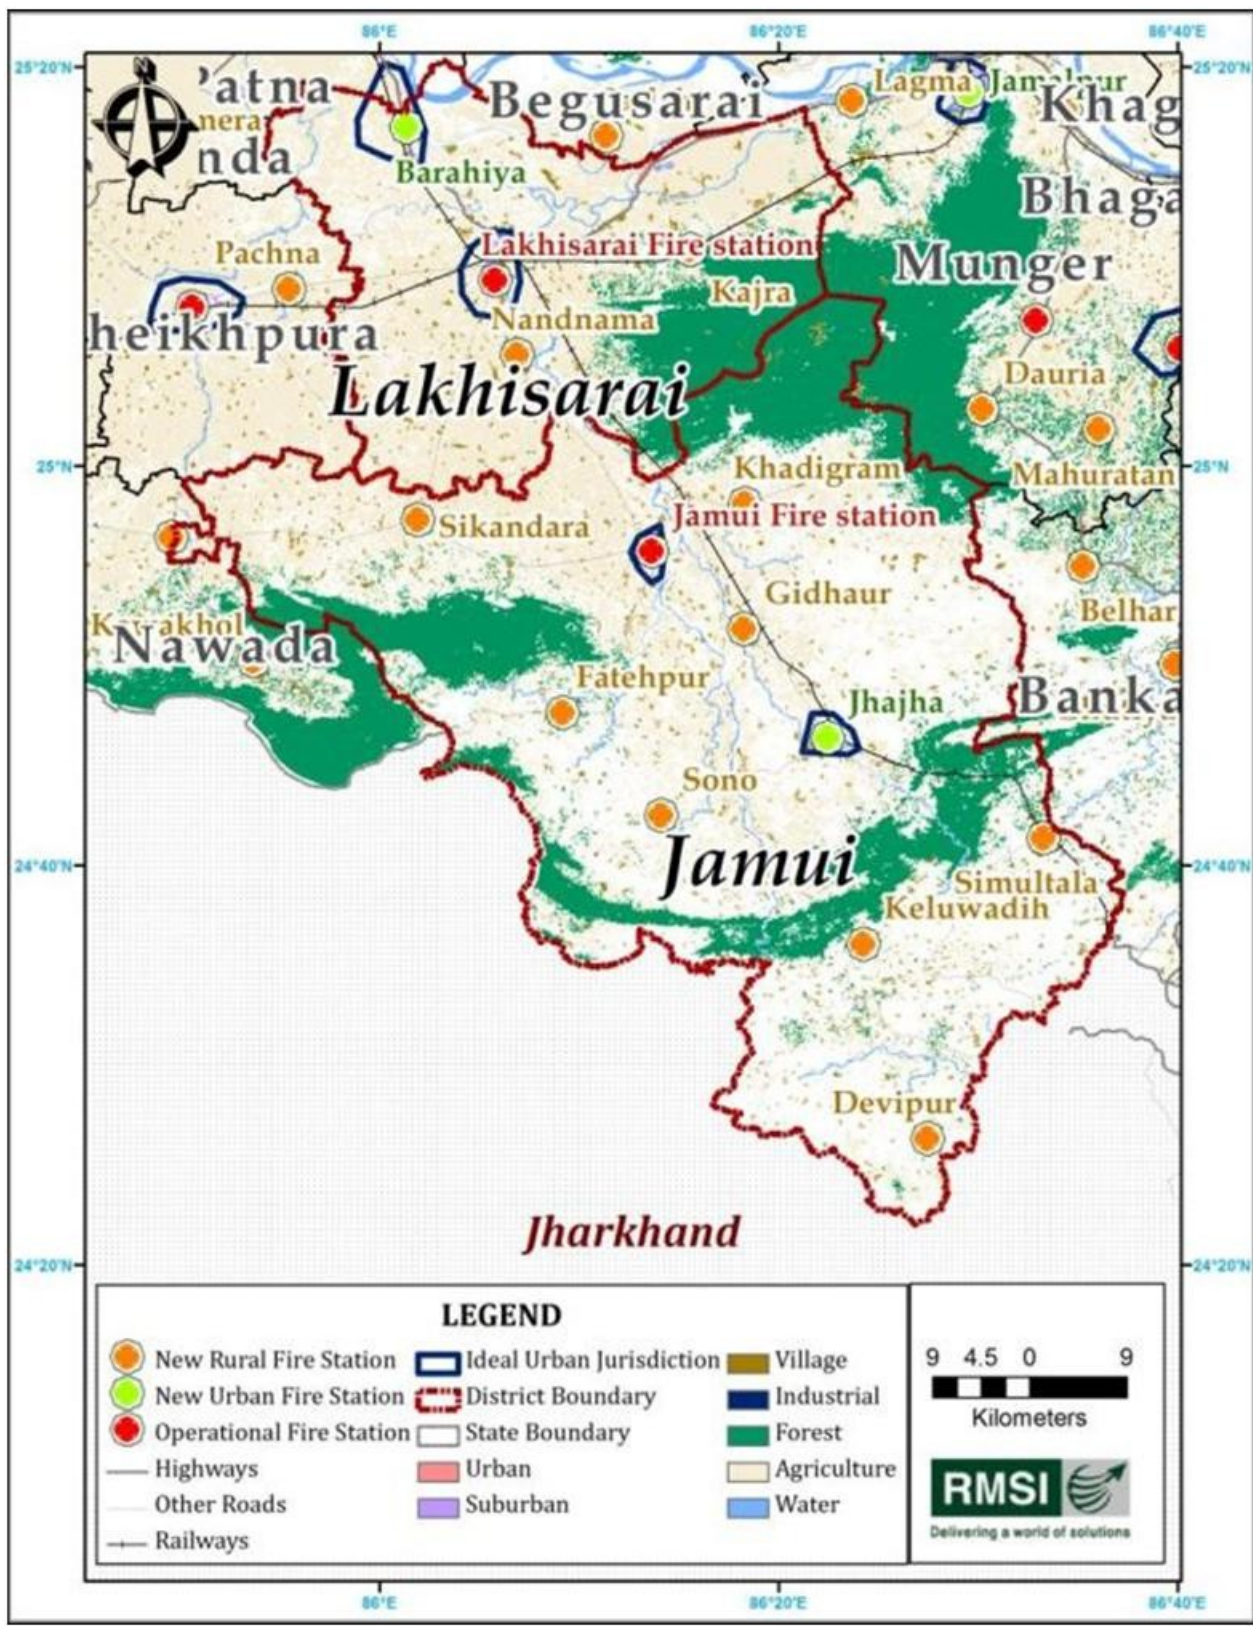 86°E 86°20'E 86°40'E
25°20'N 25°20'N
N
Patna
Begusarai
Lagma
Jamalpur
Khag
mera
nda
Barahiya
Bhaga
Pachna
Lakhisarai Fire station
Munger
Kajra
Nandnama
heikhpura
Lakhisarai
Dauria
25°N 25°N
Khadigram
Mahuratan
Jamui Fire station
Sikandara
Gidhaur
Belhar
Nawada
Fatehpur
Jhajha
Banka
Sono
Jamui
24°40'N 24°40'N
Simultala
Keluwadih
Devipur
Jharkhand
24°20'N 24°20'N
LEGEND
New Rural Fire Station Ideal Urban Jurisdiction Village
New Urban Fire Station District Boundary Industrial
Operational Fire Station State Boundary Forest
Highways Urban Agriculture
Other Roads Suburban Water
Railways
9 4.5 0 9
Kilometers
RMSI
Delivering a world of solutions
86°E 86°20'E 86°40'E